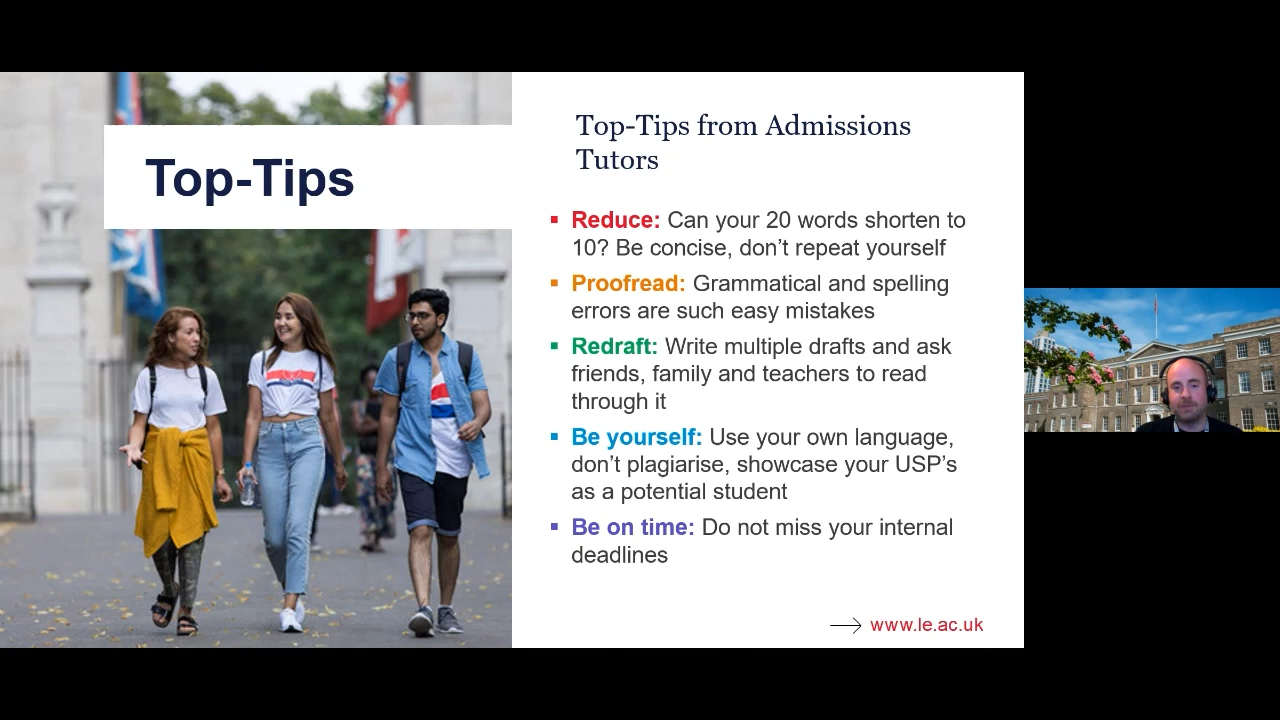 Top-Tips
Top-Tips from Admissions
Tutors
▪ Reduce: Can your 20 words shorten to
10? Be concise, don’t repeat yourself
▪ Proofread: Grammatical and spelling
errors are such easy mistakes
▪ Redraft: Write multiple drafts and ask
friends, family and teachers to read
through it
▪ Be yourself: Use your own language,
don’t plagiarise, showcase your USP’s
as a potential student
▪ Be on time: Do not miss your internal
deadlines
www.le.ac.uk